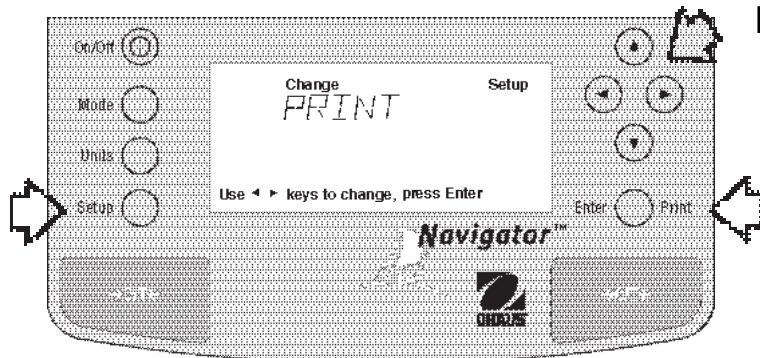 On/Off
Mode
Units
Setup
Change Setup
PRINT
Use ◄ ► keys to change, press Enter
Enter Print
Navigator™
OHAUS